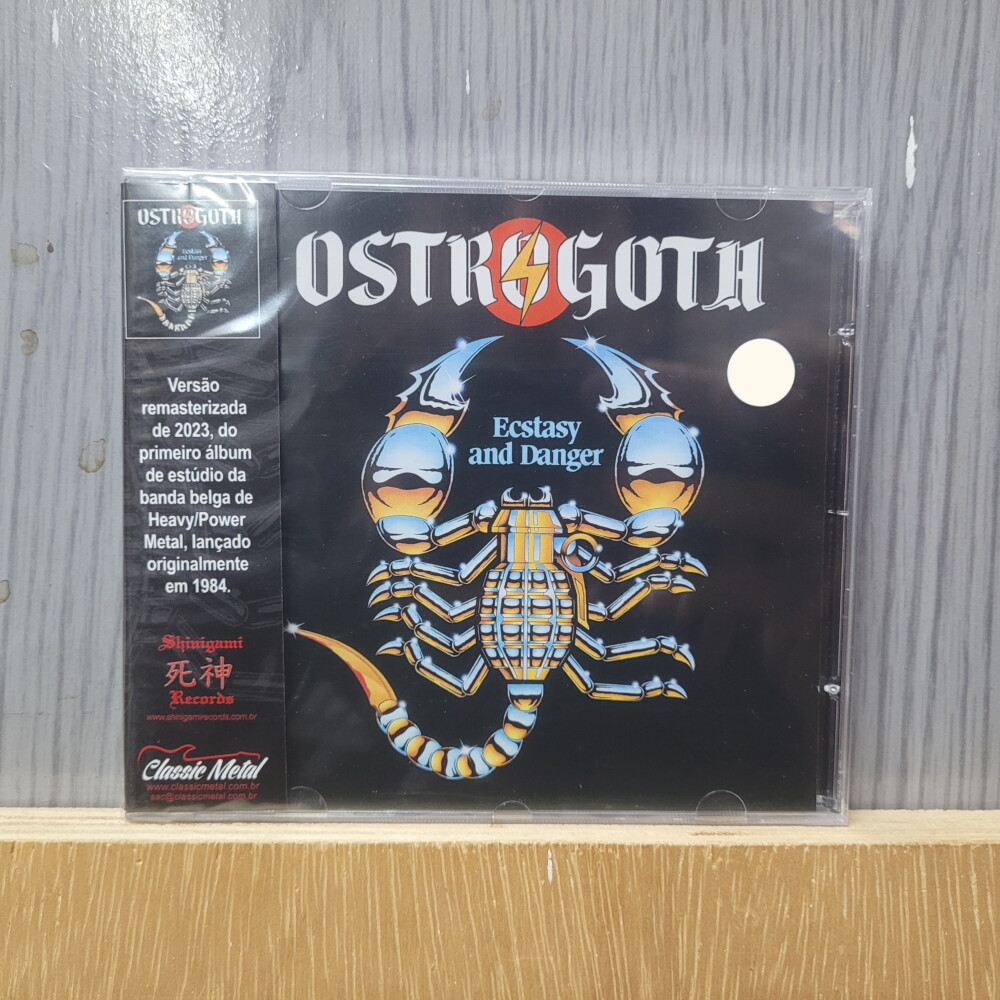 OSTROGOTH
Ecstasy
and Danger
Versão
remasterizada
de 2023, do
primeiro álbum
de estúdio da
banda belga de
Heavy/Power
Metal, lançado
originalmente
em 1984.
Shinigami
死神
Records
www.shinigamirecords.com.br
Classic Metal
www.classicmetal.com.br
sac@classicmetal.com.br
OSTROGOTH
Ecstasy
and Danger